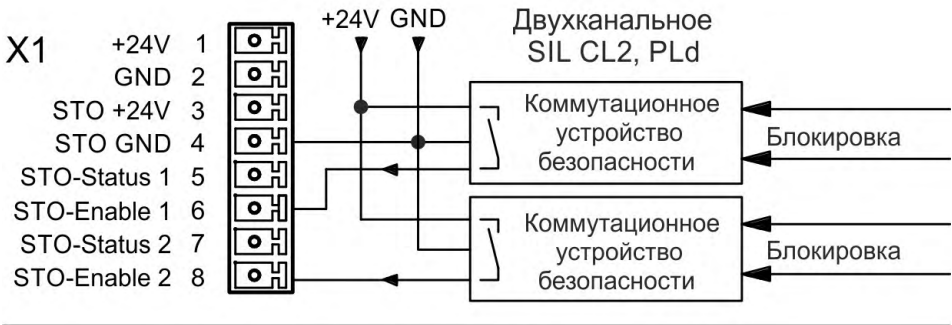 X1
+24V 1
GND 2
STO +24V 3
STO GND 4
STO-Status 1 5
STO-Enable 1 6
STO-Status 2 7
STO-Enable 2 8
+24V GND
Двухканальное
SIL CL2, PLd
Коммутационное
устройство
безопасности
Блокировка
Коммутационное
устройство
безопасности
Блокировка